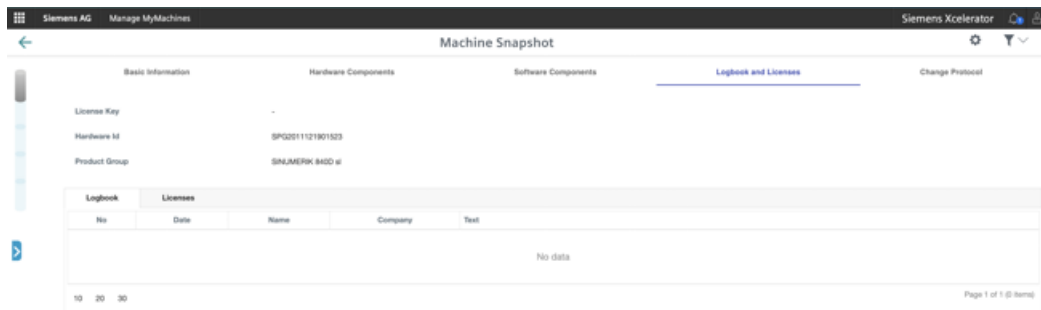 Siemens AG Manage MyMachines Siemens Xcelerator
Machine Snapshot
Basic Information Hardware Components Software Components Logbook and Licenses Change Protocol
License Key -
Hardware Id SPG2011121901523
Product Group SINUMERIK 840D sl
Logbook Licenses
No Date Name Company Text
No data
10 20 30 Page 1 of 1 (0 items)